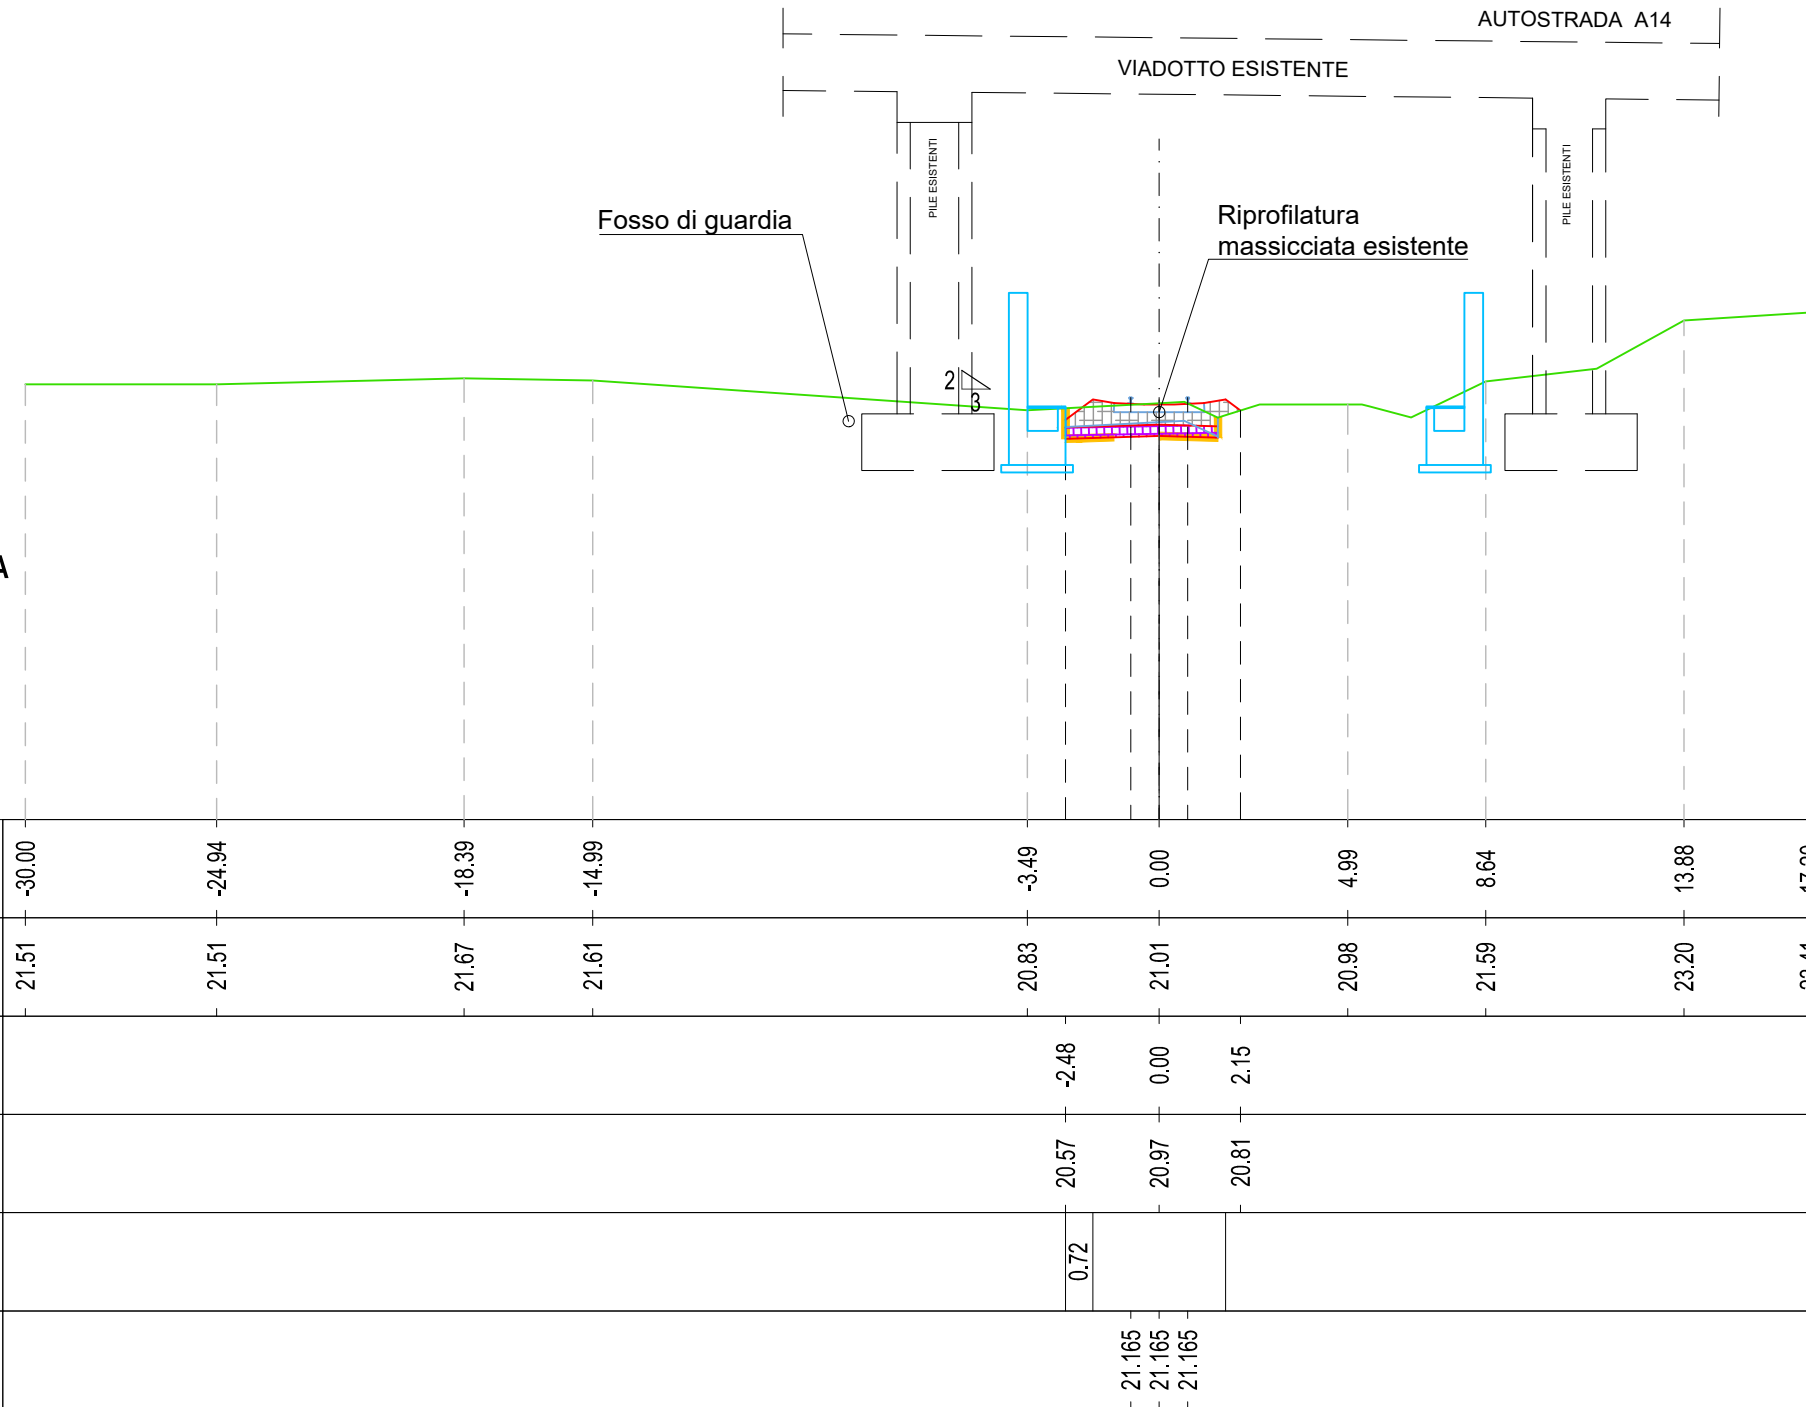 AUTOSTRADA A14
VIADOTTO ESISTENTE
PILE ESISTENTI
PILE ESISTENTI
Fosso di guardia
Riprofilatura
massicciata esistente
2
3
A
-30.00 -24.94 -18.39 -14.99 -3.49 0.00 4.99 8.64 13.88
21.51 21.51 21.67 21.61 20.83 21.01 20.98 21.59 23.20
-2.48 0.00 2.15
20.57 20.97 20.81
0.72
21.165 21.165 21.165